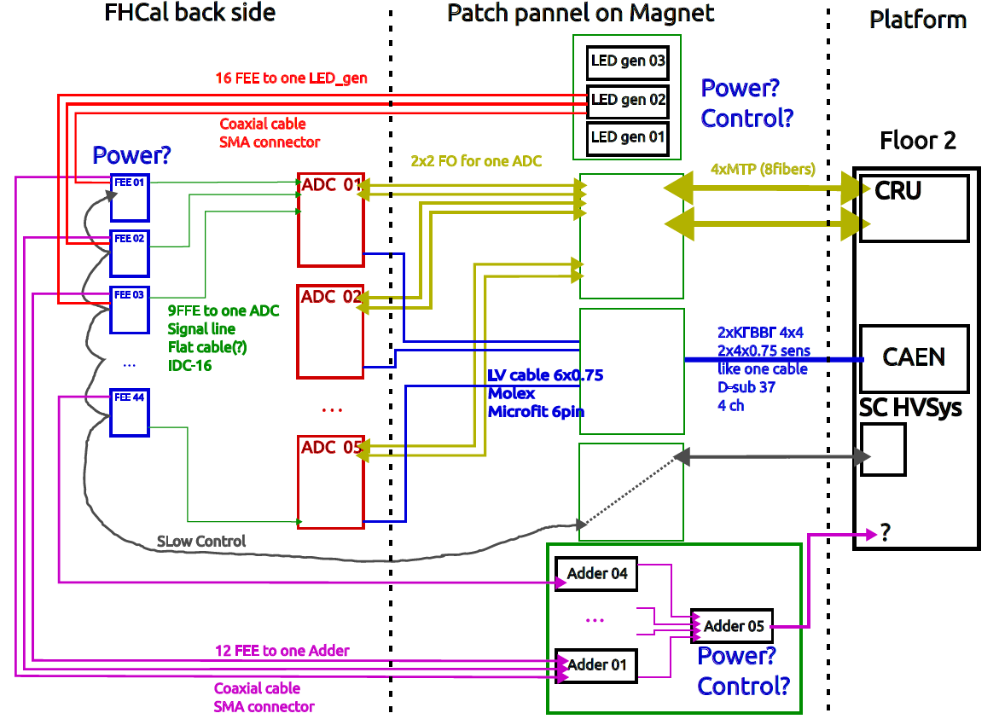 FHCal back side
Patch pannel on Magnet
Platform
16 FEE to one LED_gen
Coaxial cable
SMA connector
LED gen 03
LED gen 02
LED gen 01
Power?
Control?
Floor 2
Power?
2x2 FO for one ADC
4xMTP (8fibers)
FEE 01
FEE 02
FEE 03
...
FEE 44
ADC 01
ADC 02
...
ADC 05
CRU
9FFE to one ADC
Signal line
Flat cable(?)
IDC-16
LV cable 6x0.75
Molex
Microfit 6pin
2xКГВВГ 4x4
2x4x0.75 sens
like one cable
D-sub 37
4 ch
CAEN
SC HVSys
SLow Control
?
Adder 04
...
Adder 01
Adder 05
Power?
Control?
12 FEE to one Adder
Coaxial cable
SMA connector